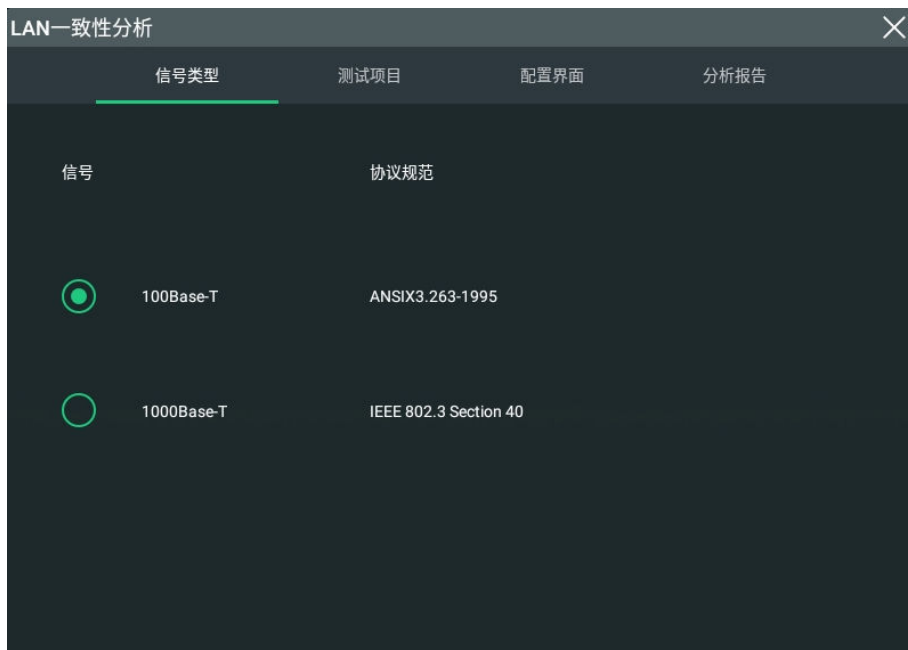 LAN一致性分析
信号类型 测试项目 配置界面 分析报告
信号 协议规范
100Base-T ANSIX3.263-1995
1000Base-T IEEE 802.3 Section 40